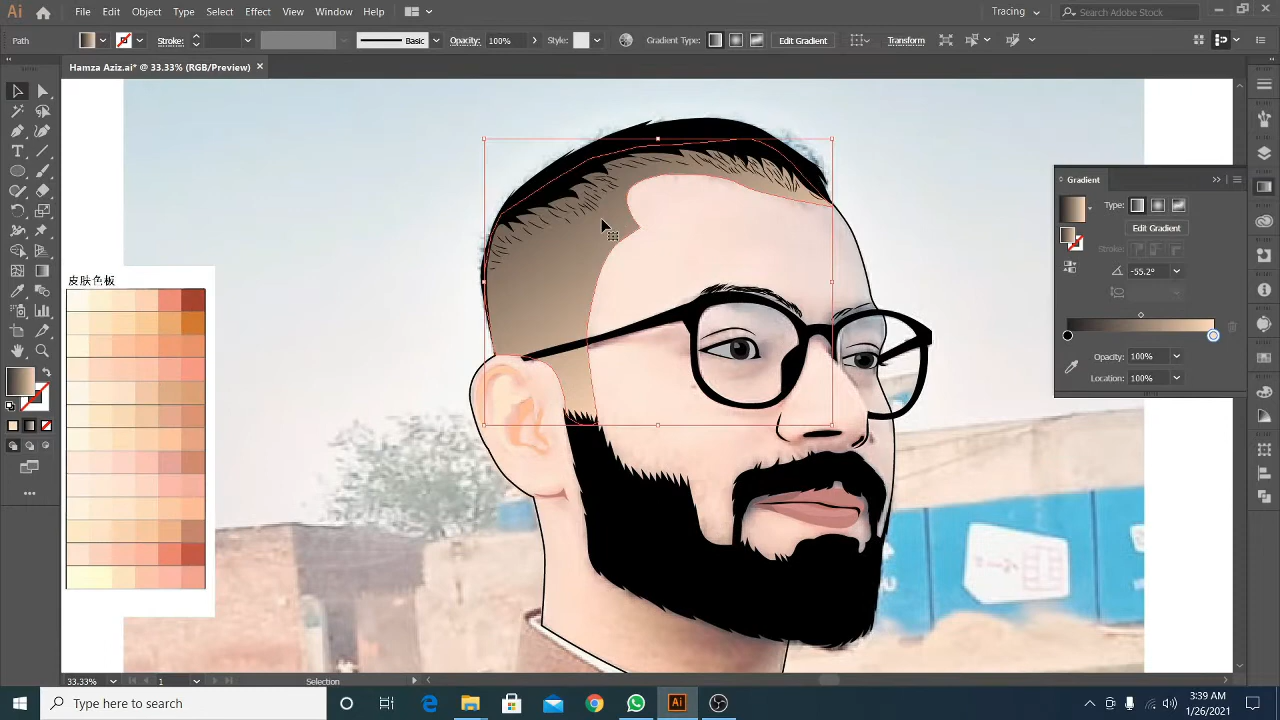 Ai File Edit Object Type Select Effect View Window Help Tracing Search Adobe Stock
Path Stroke: Basic Opacity: 100% Style: Gradient Type: Edit Gradient Transform
Hamza Aziz.ai* @ 33.33% (RGB/Preview)
Gradient
Type:
Edit Gradient
Stroke:
-55.2°
Opacity: 100%
Location: 100%
皮肤色板
33.33% 1 Selection
Type here to search
Ai
3:39 AM
1/26/2021